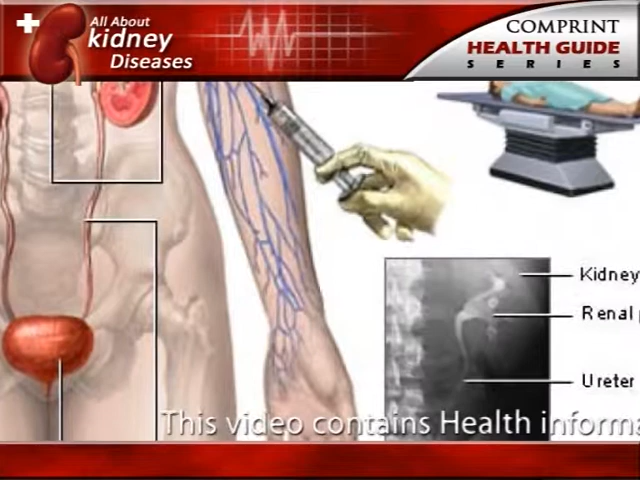 All About
kidney
Diseases
COMPRINT
HEALTH GUIDE
SERIES
Kidney
Renal
Ureter
This video contains Health informa